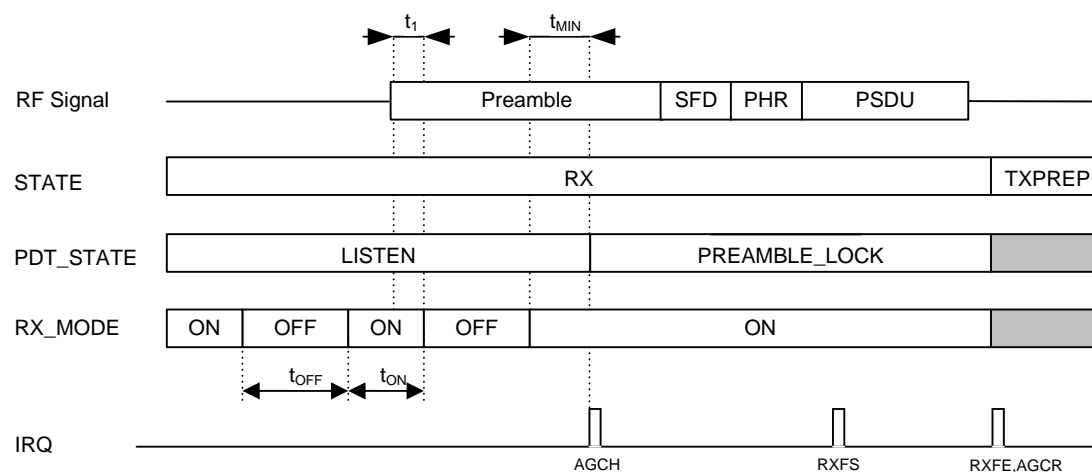 t1 tMIN
RF Signal Preamble SFD PHR PSDU
STATE RX TXPREP
PDT_STATE LISTEN PREAMBLE_LOCK
RX_MODE ON OFF ON OFF ON
tOFF tON
IRQ
AGCH RXFS RXFE,AGCR